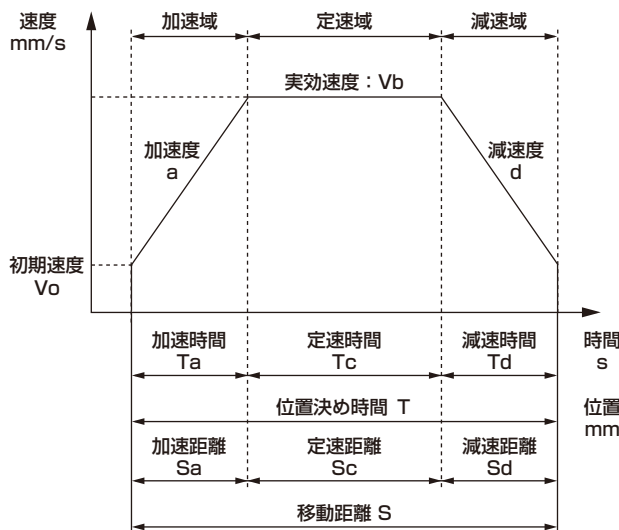 速度
mm/s
加速域
定速域
減速域
実効速度：Vb
加速度
a
減速度
d
初期速度
Vo
加速時間
Ta
定速時間
Tc
減速時間
Td
時間
s
位置決め時間 T
位置
mm
加速距離
Sa
定速距離
Sc
減速距離
Sd
移動距離 S